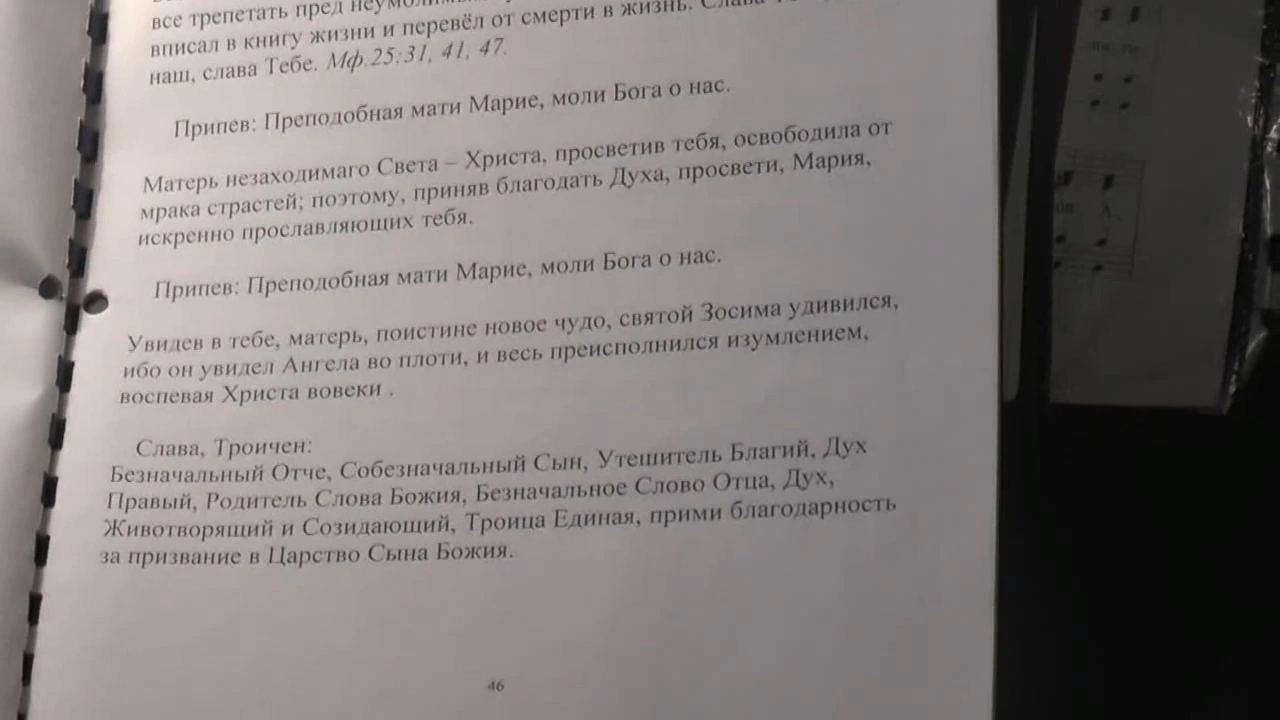 все трепетать пред
вписал в книгу жизни и перевёл от смерти в жизнь. Слава
наш, слава Тебе. Мф.25:31, 41, 47.
Припев: Преподобная мати Марие, моли Бога о нас.
Матерь незаходимаго Света – Христа, просветив тебя, освободила от
мрака страстей; поэтому, приняв благодать Духа, просвети, Мария,
искренно прославляющих тебя.
Припев: Преподобная мати Марие, моли Бога о нас.
Увидев в тебе, матерь, поистине новое чудо, святой Зосима удивился,
ибо он увидел Ангела во плоти, и весь преисполнился изумлением,
воспевая Христа вовеки .
Слава, Троичен:
Безначальный Отче, Собезначальный Сын, Утешитель Благий, Дух
Правый, Родитель Слова Божия, Безначальное Слово Отца, Дух,
Животворящий и Созидающий, Троица Единая, прими благодарность
за призвание в Царство Сына Божия.
46